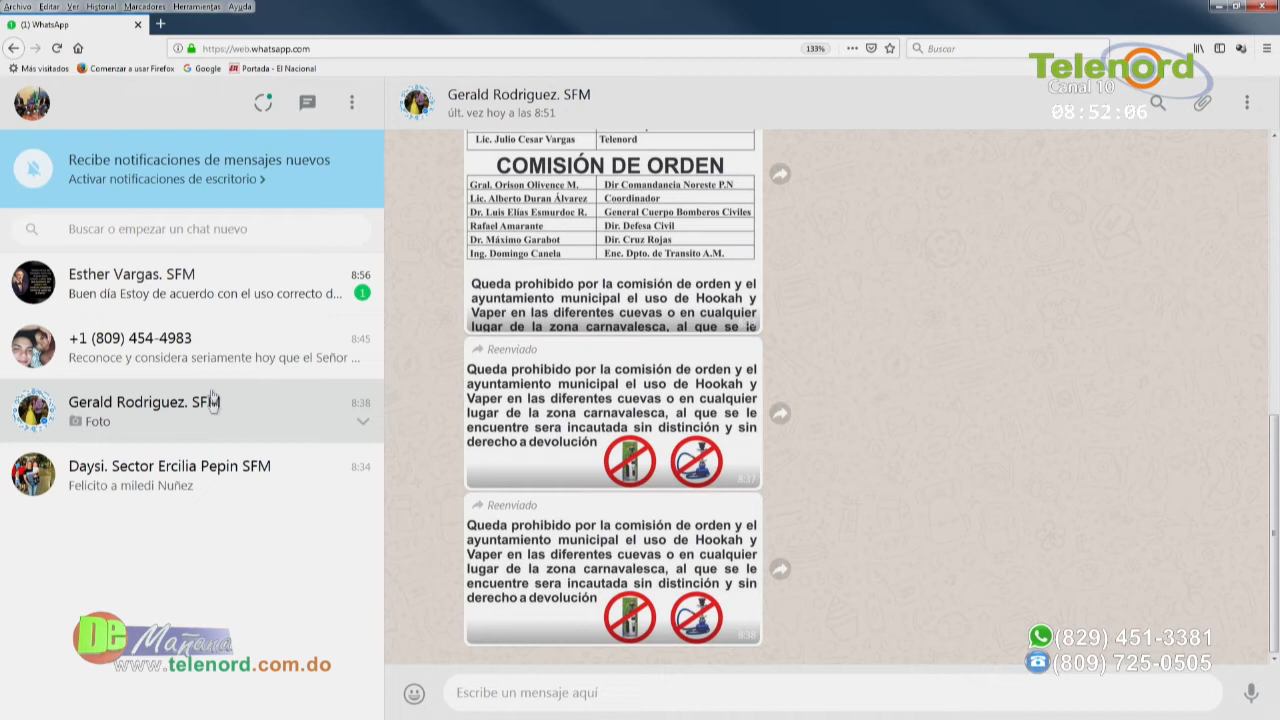 Archivo Editar Ver Historial Marcadores Herramientas Ayuda
(1) WhatsApp
https://web.whatsapp.com
133%
Buscar
Más visitados Comenzar a usar Firefox Google Portada - El Nacional
Telenord
Canal 10
08:52:06
Gerald Rodriguez. SFM
últ. vez hoy a las 8:51
Recibe notificaciones de mensajes nuevos
Activar notificaciones de escritorio >
Buscar o empezar un chat nuevo
Esther Vargas. SFM 8:56
Buen día Estoy de acuerdo con el uso correcto d... 1
+1 (809) 454-4983 8:45
Reconoce y considera seriamente hoy que el Señor ...
Gerald Rodriguez. SFM 8:38
Foto
Daysi. Sector Ercilia Pepin SFM 8:34
Felicito a miledi Nuñez
Lic. Julio Cesar Vargas Telenord
COMISIÓN DE ORDEN
Gral. Orison Olivence M. Dir Comandancia Noreste P.N
Lic. Alberto Duran Álvarez Coordinador
Dr. Luis Elías Esmurdoc R. General Cuerpo Bomberos Civiles
Rafael Amarante Dir. Defesa Civil
Dr. Máximo Garabot Dir. Cruz Rojas
Ing. Domingo Canela Enc. Dpto. de Transito A.M.
Queda prohibido por la comisión de orden y el
ayuntamiento municipal el uso de Hookah y
Vaper en las diferentes cuevas o en cualquier
lugar de la zona carnavalesca, al que se le
Reenviado
Queda prohibido por la comisión de orden y el
ayuntamiento municipal el uso de Hookah y
Vaper en las diferentes cuevas o en cualquier
lugar de la zona carnavalesca, al que se le
encuentre sera incautada sin distinción y sin
derecho a devolución
8:37
Reenviado
Queda prohibido por la comisión de orden y el
ayuntamiento municipal el uso de Hookah y
Vaper en las diferentes cuevas o en cualquier
lugar de la zona carnavalesca, al que se le
encuentre sera incautada sin distinción y sin
derecho a devolución
8:38
De Mañana
www.telenord.com.do
(829) 451-3381
(809) 725-0505
Escribe un mensaje aquí